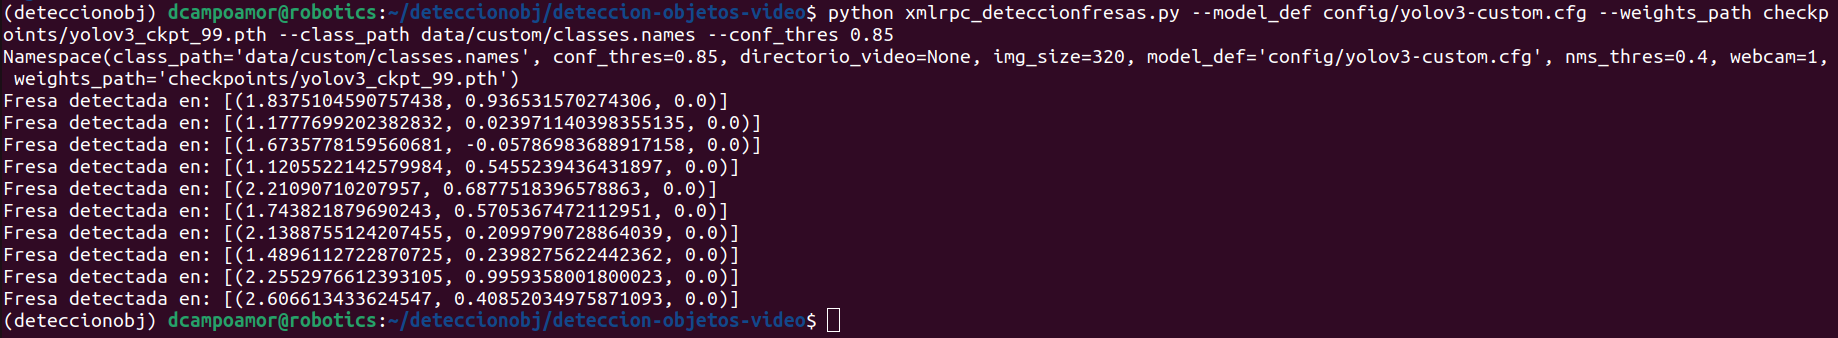 (deteccionobj) dcampoamor@robotics:~/deteccionobj/deteccion-objetos-video$ python xmlrpc_deteccionfresas.py --model_def config/yolov3-custom.cfg --weights_path checkp
oints/yolov3_ckpt_99.pth --class_path data/custom/classes.names --conf_thres 0.85
Namespace(class_path='data/custom/classes.names', conf_thres=0.85, directorio_video=None, img_size=320, model_def='config/yolov3-custom.cfg', nms_thres=0.4, webcam=1,
 weights_path='checkpoints/yolov3_ckpt_99.pth')
Fresa detectada en: [(1.8375104590757438, 0.936531570274306, 0.0)]
Fresa detectada en: [(1.1777699202382832, 0.023971140398355135, 0.0)]
Fresa detectada en: [(1.6735778159560681, -0.05786983688917158, 0.0)]
Fresa detectada en: [(1.1205522142579984, 0.5455239436431897, 0.0)]
Fresa detectada en: [(2.21090710207957, 0.6877518396578863, 0.0)]
Fresa detectada en: [(1.743821879690243, 0.5705367472112951, 0.0)]
Fresa detectada en: [(2.1388755124207455, 0.2099790728864039, 0.0)]
Fresa detectada en: [(1.4896112722870725, 0.2398275622442362, 0.0)]
Fresa detectada en: [(2.2552976612393105, 0.9959358001800023, 0.0)]
Fresa detectada en: [(2.606613433624547, 0.40852034975871093, 0.0)]
(deteccionobj) dcampoamor@robotics:~/deteccionobj/deteccion-objetos-video$